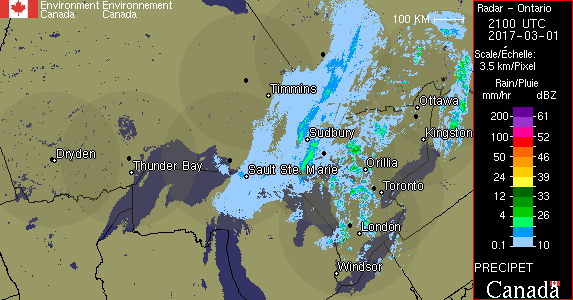 Environment Environnement
Canada Canada
Radar - Ontario
2100 UTC
2017-03-01
Scale/Échelle:
3.5 km/Pixel
Rain/Pluie
mm/hr dBZ
200 61
100 52
50 46
24 39
12 33
4 26
0.1 10
PRECIPET
Canada
100 KM
Timmins
Ottawa
Sudbury
Kingston
Dryden
Thunder Bay
Sault Ste. Marie
Orillia
Toronto
London
Windsor